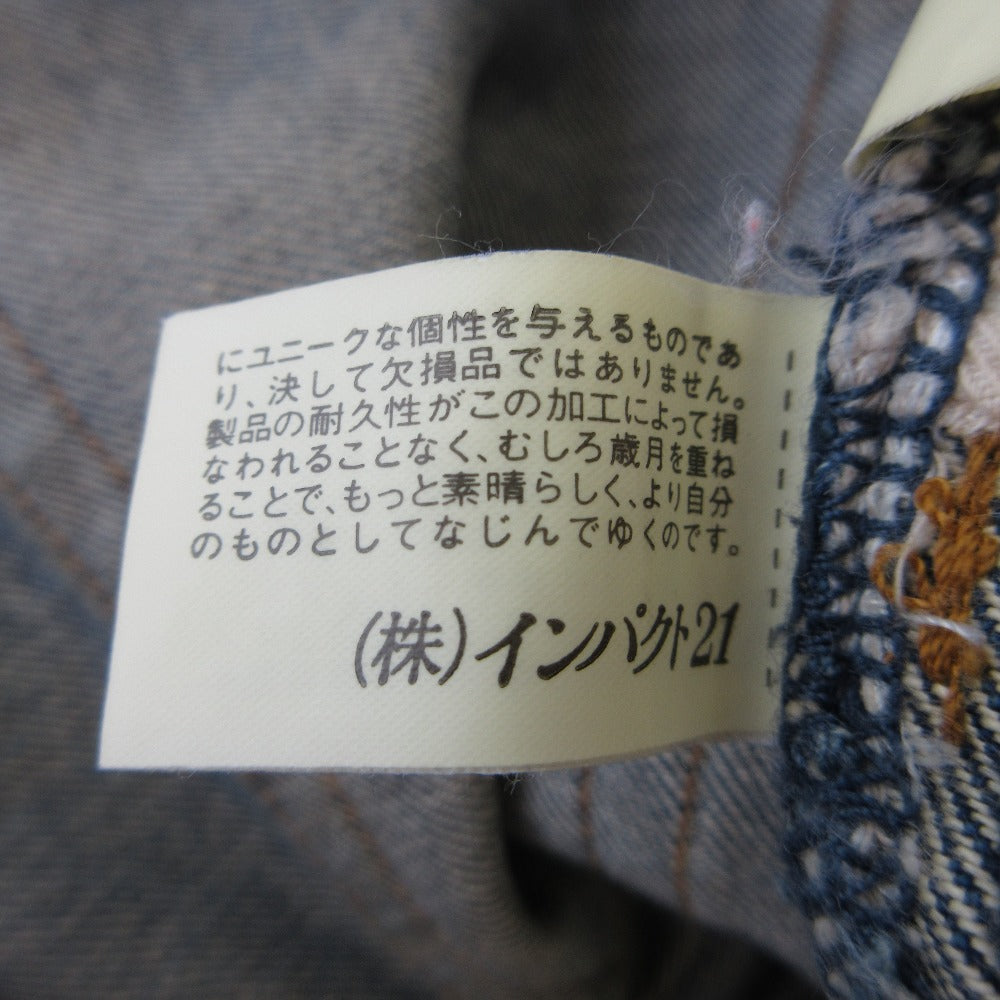 にユニークな個性を与えるものであ
り、決して欠損品ではありません。
製品の耐久性がこの加工によって損
なわれることなく、むしろ歳月を重ね
ることで、もっと素晴らしく、より自分
のものとしてなじんでゆくのです。
(株)インパクト21